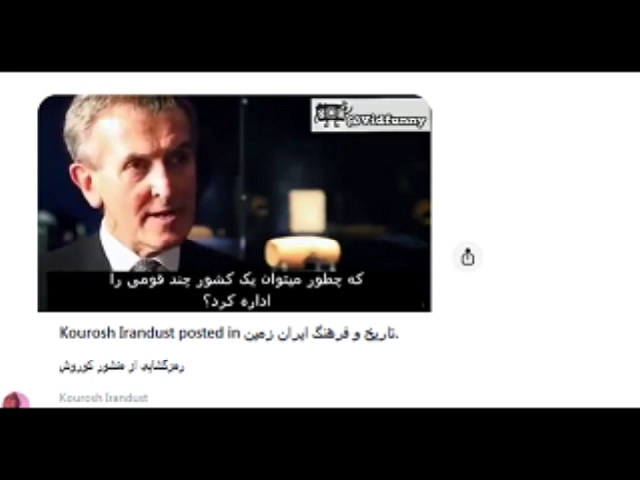 Covidfunny
که چطور میتوان یک کشور چند قومی را
اداره کرد؟
Kourosh Irandust posted in تاریخ و فرهنگ ایران زمین.
رمزگشایی از منشور کوروش
Kourosh Irandust